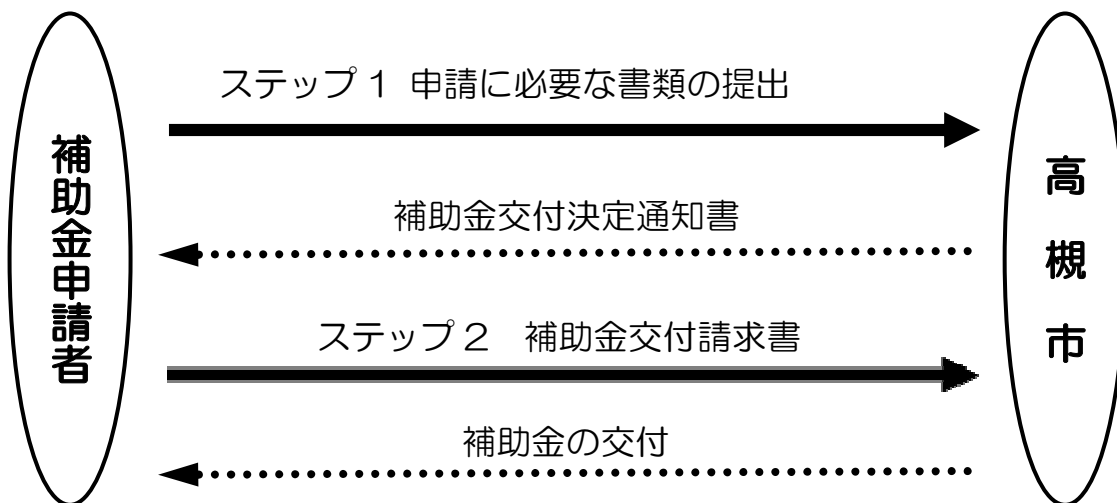 補助金申請者
ステップ1 申請に必要な書類の提出
補助金交付決定通知書
ステップ2　補助金交付請求書
補助金の交付
高槻市